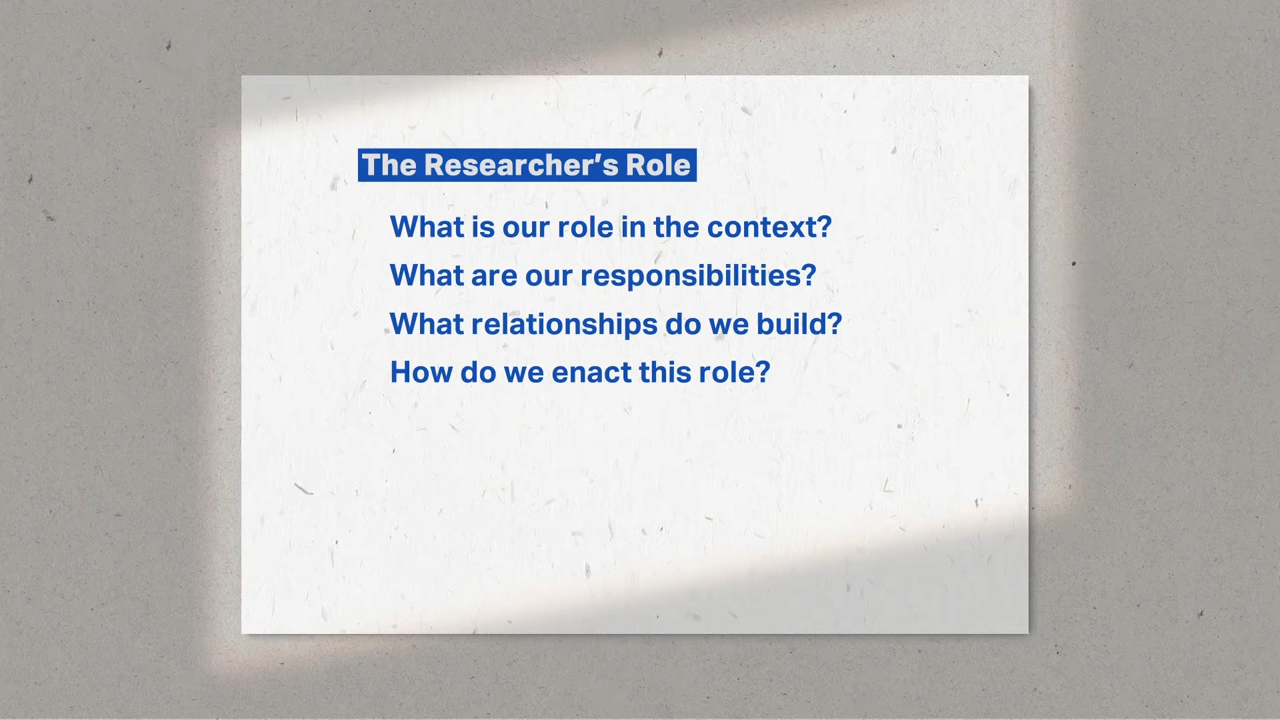 The Researcher’s Role
What is our role in the context?
What are our responsibilities?
What relationships do we build?
How do we enact this role?